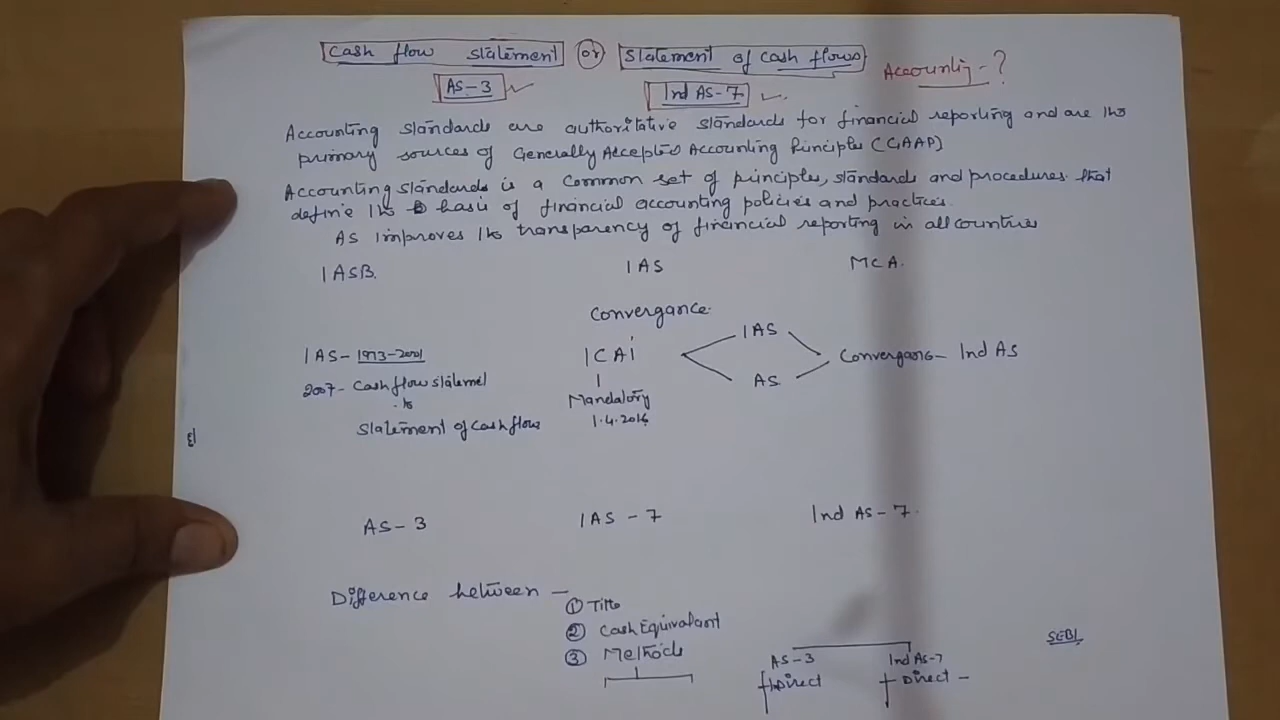 Cash flow statement or Statement of cash flows Accounting - ?
AS-3 Ind AS-7
Accounting standards are authoritative standards for financial reporting and are the
primary sources of Generally Accepted Accounting Principles (GAAP)
Accounting standards is a common set of principles, standards and procedures that
define the basis of financial accounting policies and practices.
AS improves the transparency of financial reporting in all countries
IASB. IAS MCA.
Convergance
IAS - 1973-2001 ICAI IAS AS Convergans - Ind AS
2007 - Cash flow statement Mandatory
to 1.4.2016
Statement of cash flows
AS-3 IAS-7 Ind AS-7.
Difference between -
① Title
② Cash Equivalant
③ Methods
SEBI
AS-3 Ind AS-7
Direct Direct -